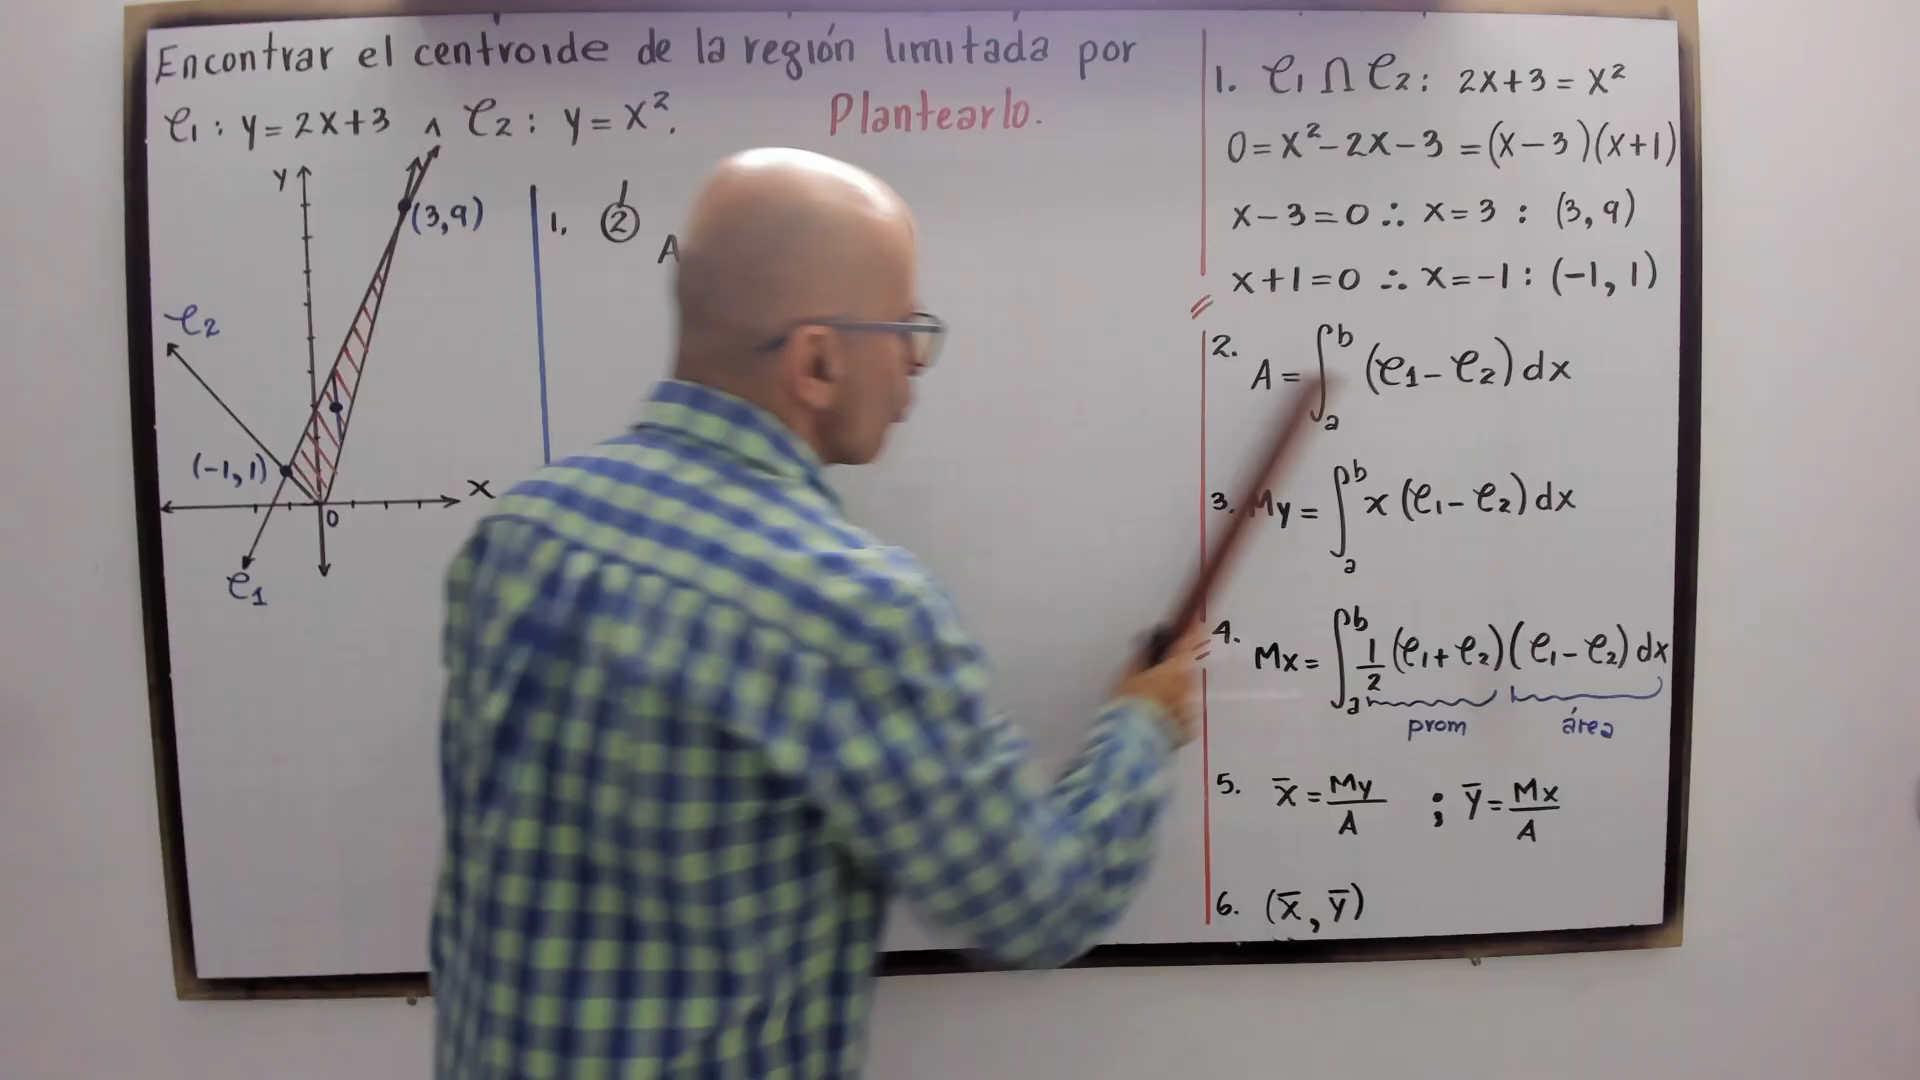 Encontrar el centroide de la región limitada por
ℓ1 : y = 2x+3 ∧ ℓ2 : y = x².
Plantearlo.
Y
(3,9)
ℓ2
(-1,1)
X
0
ℓ1
1. ②
A
1. ℓ1 ∩ ℓ2 : 2x+3 = x²
0 = x² - 2x - 3 = (x-3)(x+1)
x-3=0 ∴ x=3 : (3,9)
x+1=0 ∴ x=-1 : (-1,1)
2. A = ∫_a^b (ℓ1 - ℓ2) dx
3. My = ∫_a^b x (ℓ1 - ℓ2) dx
4. Mx = ∫_a^b 1/2 (ℓ1 + ℓ2)(ℓ1 - ℓ2) dx
prom área
5. x̄ = My/A ; ȳ = Mx/A
6. (x̄, ȳ)